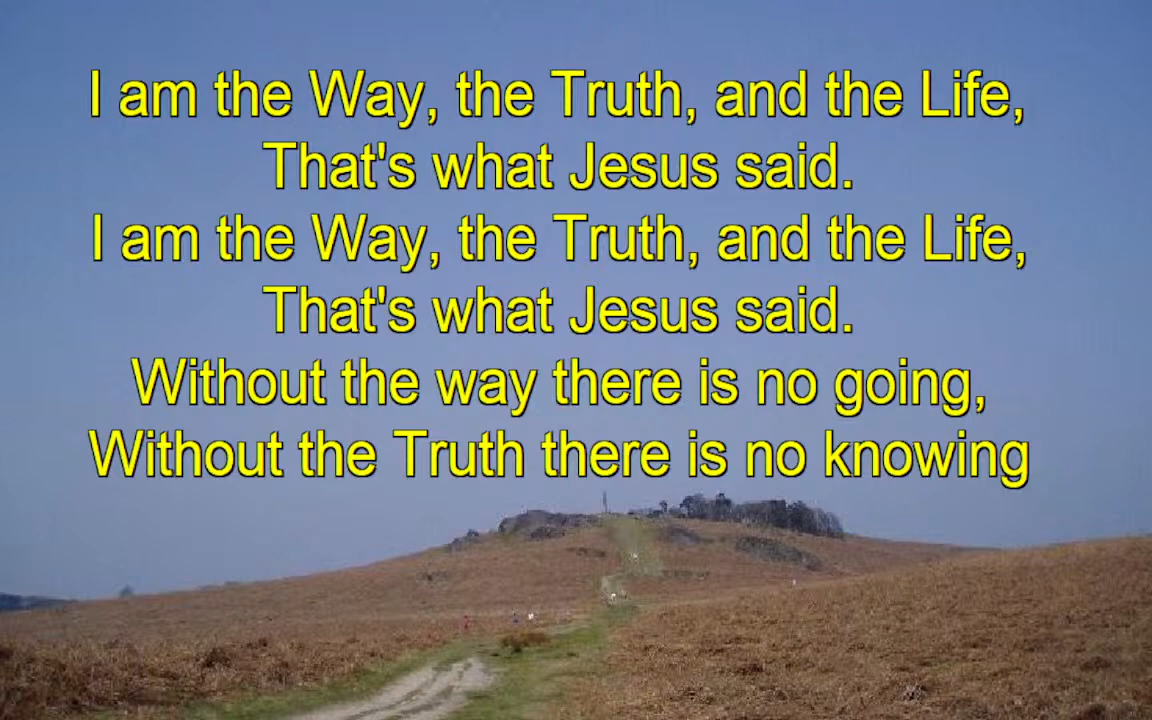 I am the Way, the Truth, and the Life,
That's what Jesus said.
I am the Way, the Truth, and the Life,
That's what Jesus said.
Without the way there is no going,
Without the Truth there is no knowing